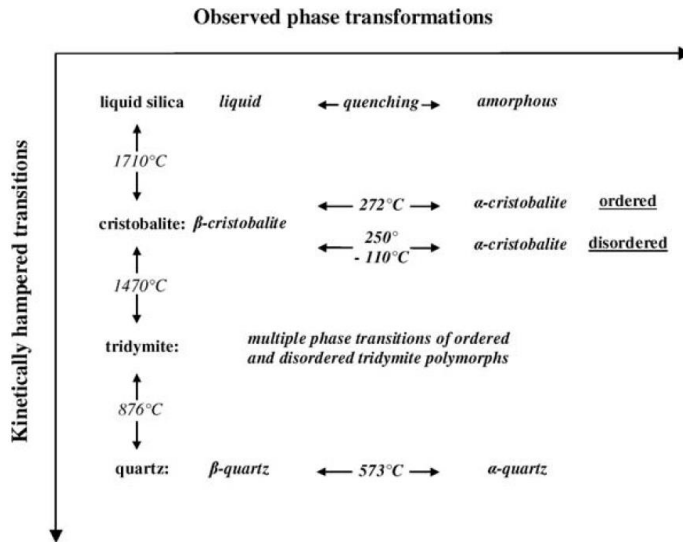 Observed phase transformations
Kinetically hampered transitions
liquid silica liquid quenching amorphous
1710°C
272°C α-cristobalite ordered
cristobalite: β-cristobalite
250° α-cristobalite disordered
- 110°C
1470°C
tridymite: multiple phase transitions of ordered
and disordered tridymite polymorphs
876°C
quartz: β-quartz 573°C α-quartz